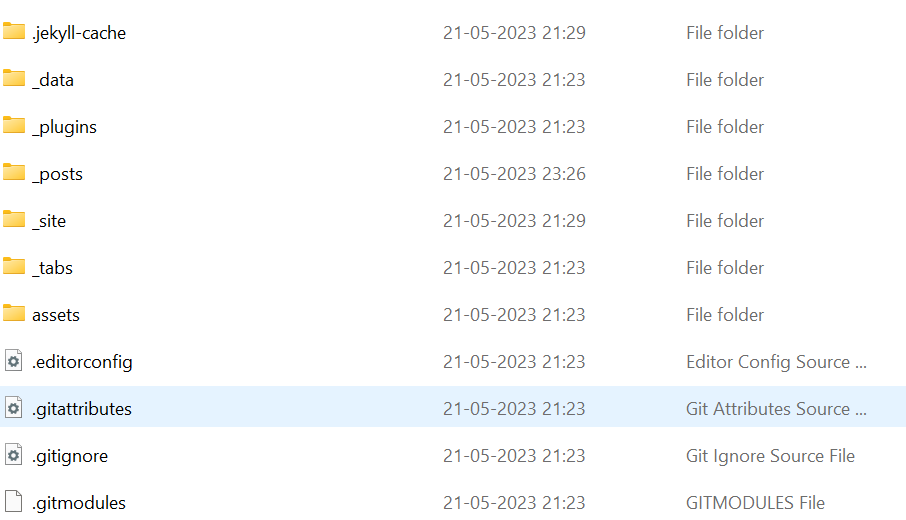 .jekyll-cache 21-05-2023 21:29 File folder
_data 21-05-2023 21:23 File folder
_plugins 21-05-2023 21:23 File folder
_posts 21-05-2023 23:26 File folder
_site 21-05-2023 21:29 File folder
_tabs 21-05-2023 21:23 File folder
assets 21-05-2023 21:23 File folder
.editorconfig 21-05-2023 21:23 Editor Config Source ...
.gitattributes 21-05-2023 21:23 Git Attributes Source ...
.gitignore 21-05-2023 21:23 Git Ignore Source File
.gitmodules 21-05-2023 21:23 GITMODULES File